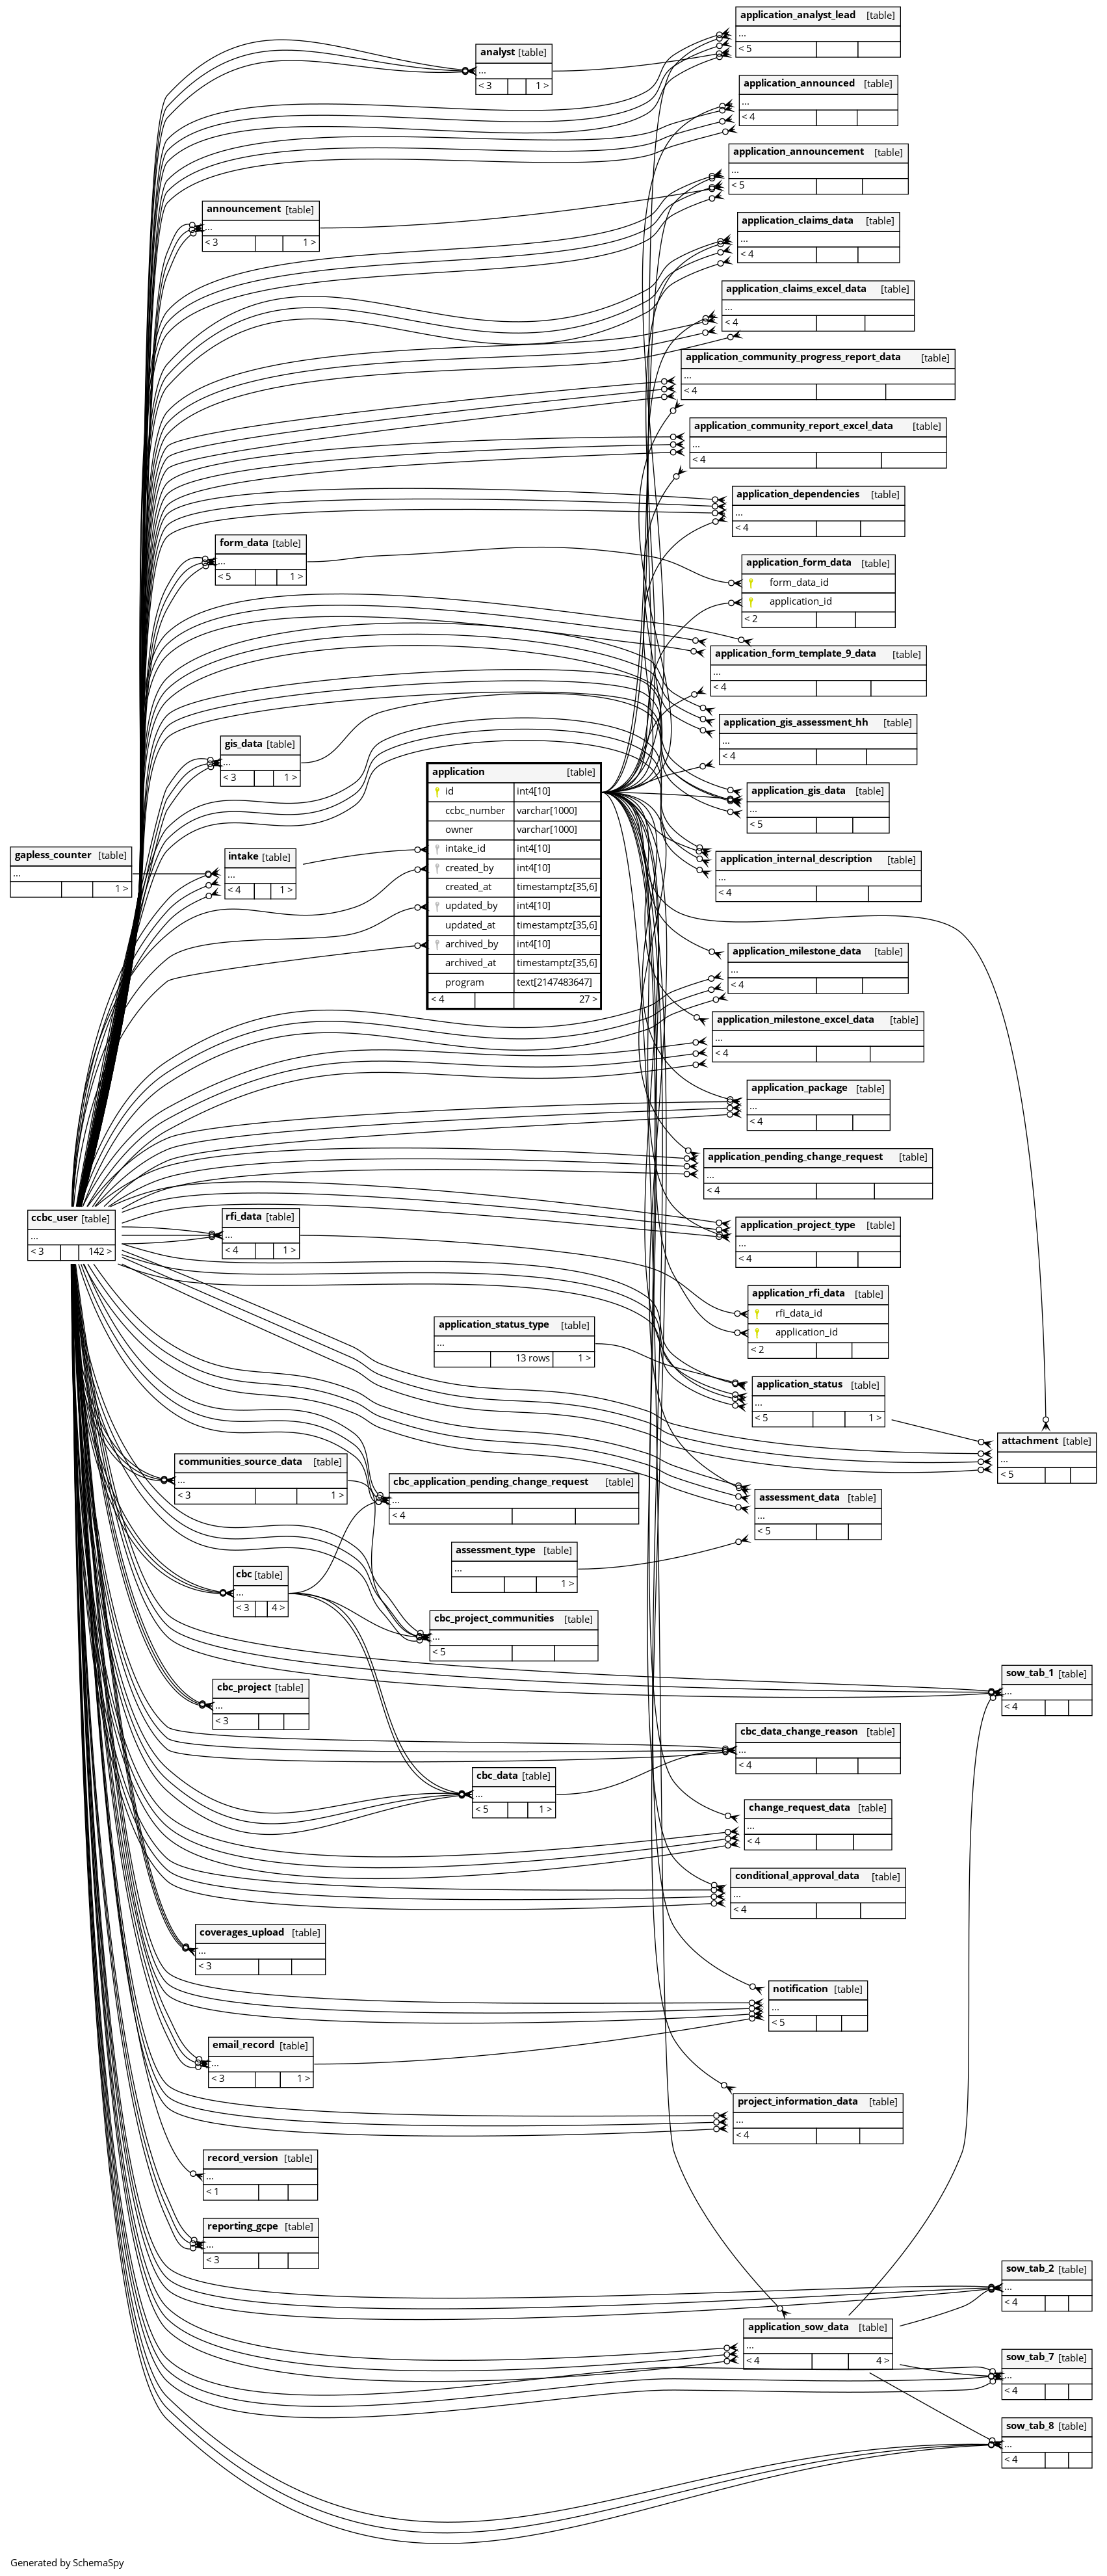 application_analyst_lead [table]
...
< 5
analyst [table]
...
< 3 1 >
application_announced [table]
...
< 4
application_announcement [table]
...
< 5
announcement [table]
...
< 3 1 >
application_claims_data [table]
...
< 4
application_claims_excel_data [table]
...
< 4
application_community_progress_report_data [table]
...
< 4
application_community_report_excel_data [table]
...
< 4
application_dependencies [table]
...
< 4
form_data [table]
...
< 5 1 >
application_form_data [table]
form_data_id
application_id
< 2
application_form_template_9_data [table]
...
< 4
application_gis_assessment_hh [table]
...
< 4
gis_data [table]
...
< 3 1 >
application [table]
id int4[10]
ccbc_number varchar[1000]
owner varchar[1000]
intake_id int4[10]
created_by int4[10]
created_at timestamptz[35,6]
updated_by int4[10]
updated_at timestamptz[35,6]
archived_by int4[10]
archived_at timestamptz[35,6]
program text[2147483647]
< 4 27 >
application_gis_data [table]
...
< 5
gapless_counter [table]
...
1 >
intake [table]
...
< 4 1 >
application_internal_description [table]
...
< 4
application_milestone_data [table]
...
< 4
application_milestone_excel_data [table]
...
< 4
application_package [table]
...
< 4
application_pending_change_request [table]
...
< 4
ccbc_user [table]
...
< 3 142 >
rfi_data [table]
...
< 4 1 >
application_project_type [table]
...
< 4
application_rfi_data [table]
rfi_data_id
application_id
< 2
application_status_type [table]
...
13 rows 1 >
application_status [table]
...
< 5 1 >
attachment [table]
...
< 5
communities_source_data [table]
...
< 3 1 >
cbc_application_pending_change_request [table]
...
< 4
assessment_data [table]
...
< 5
assessment_type [table]
...
1 >
cbc [table]
...
< 3 4 >
cbc_project_communities [table]
...
< 5
sow_tab_1 [table]
...
< 4
cbc_project [table]
...
< 3
cbc_data_change_reason [table]
...
< 4
cbc_data [table]
...
< 5 1 >
change_request_data [table]
...
< 4
conditional_approval_data [table]
...
< 4
coverages_upload [table]
...
< 3
notification [table]
...
< 5
email_record [table]
...
< 3 1 >
project_information_data [table]
...
< 4
record_version [table]
...
< 1
reporting_gcpe [table]
...
< 3
sow_tab_2 [table]
...
< 4
application_sow_data [table]
...
< 4 4 >
sow_tab_7 [table]
...
< 4
sow_tab_8 [table]
...
< 4
Generated by SchemaSpy